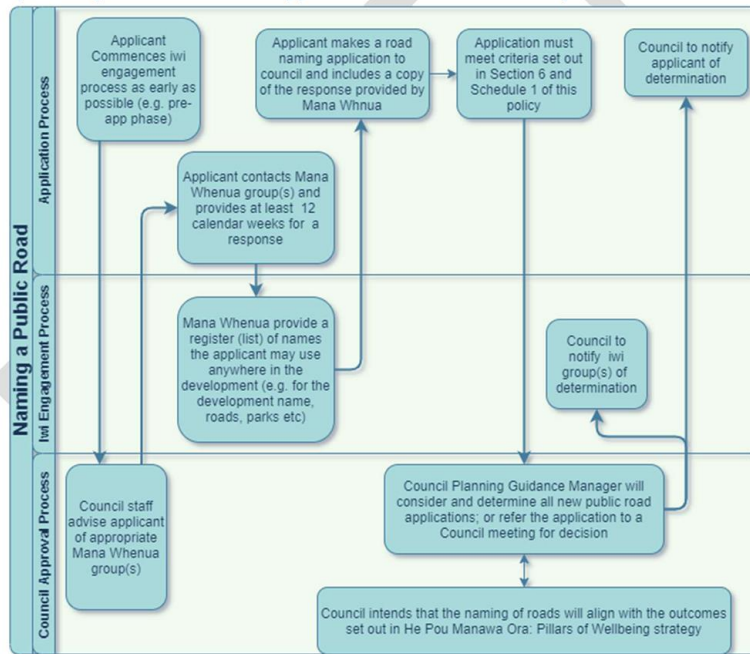 Naming a Public Road
Application Process
Applicant
Commences iwi
engagement
process as early as
possible (e.g. pre-
app phase)
Applicant makes a road
naming application to
council and includes a copy
of the response provided by
Mana Whnua
Application must
meet criteria set out
in Section 6 and
Schedule 1 of this
policy
Council to notify
applicant of
determination
Applicant contacts Mana
Whenua group(s) and
provides at least 12
calendar weeks for a
response
Iwi Engagement Process
Mana Whenua provide a
register (list) of names
the applicant may use
anywhere in the
development (e.g. for the
development name,
roads, parks etc)
Council to
notify iwi
group(s) of
determination
Council Approval Process
Council staff
advise applicant
of appropriate
Mana Whenua
group(s)
Council Planning Guidance Manager will
consider and determine all new public road
applications; or refer the application to a
Council meeting for decision
Council intends that the naming of roads will align with the outcomes
set out in He Pou Manawa Ora: Pillars of Wellbeing strategy